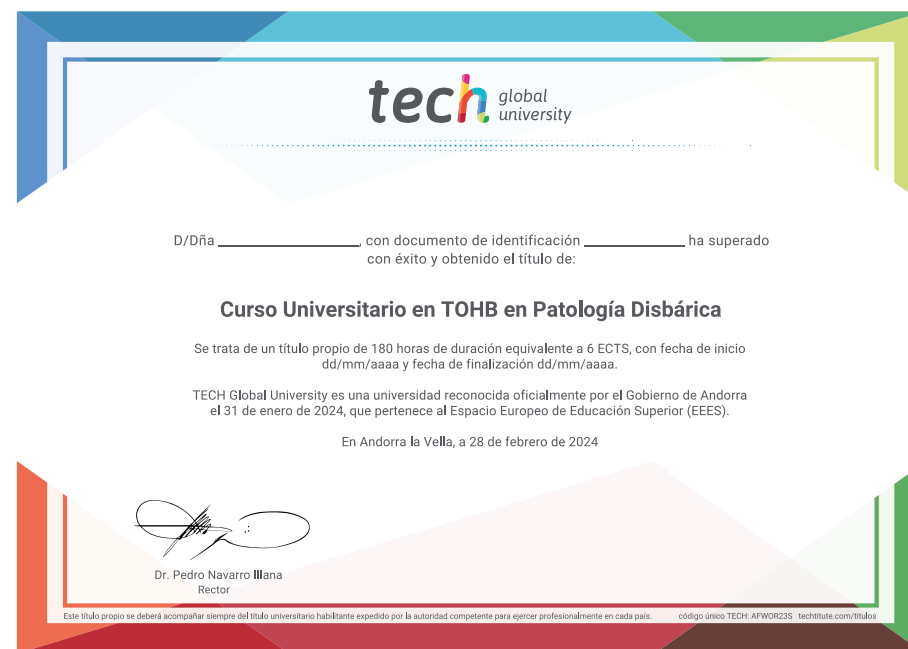 tech global university
D/Dña ____________________, con documento de identificación ______________ ha superado
con éxito y obtenido el título de:
Curso Universitario en TOHB en Patología Disbárica
Se trata de un título propio de 180 horas de duración equivalente a 6 ECTS, con fecha de inicio
dd/mm/aaaa y fecha de finalización dd/mm/aaaa.
TECH Global University es una universidad reconocida oficialmente por el Gobierno de Andorra
el 31 de enero de 2024, que pertenece al Espacio Europeo de Educación Superior (EEES).
En Andorra la Vella, a 28 de febrero de 2024
Dr. Pedro Navarro Illana
Rector
Este título propio se deberá acompañar siempre del título universitario habilitante expedido por la autoridad competente para ejercer profesionalmente en cada país. código único TECH: AFWOR23S techtitute.com/titulos